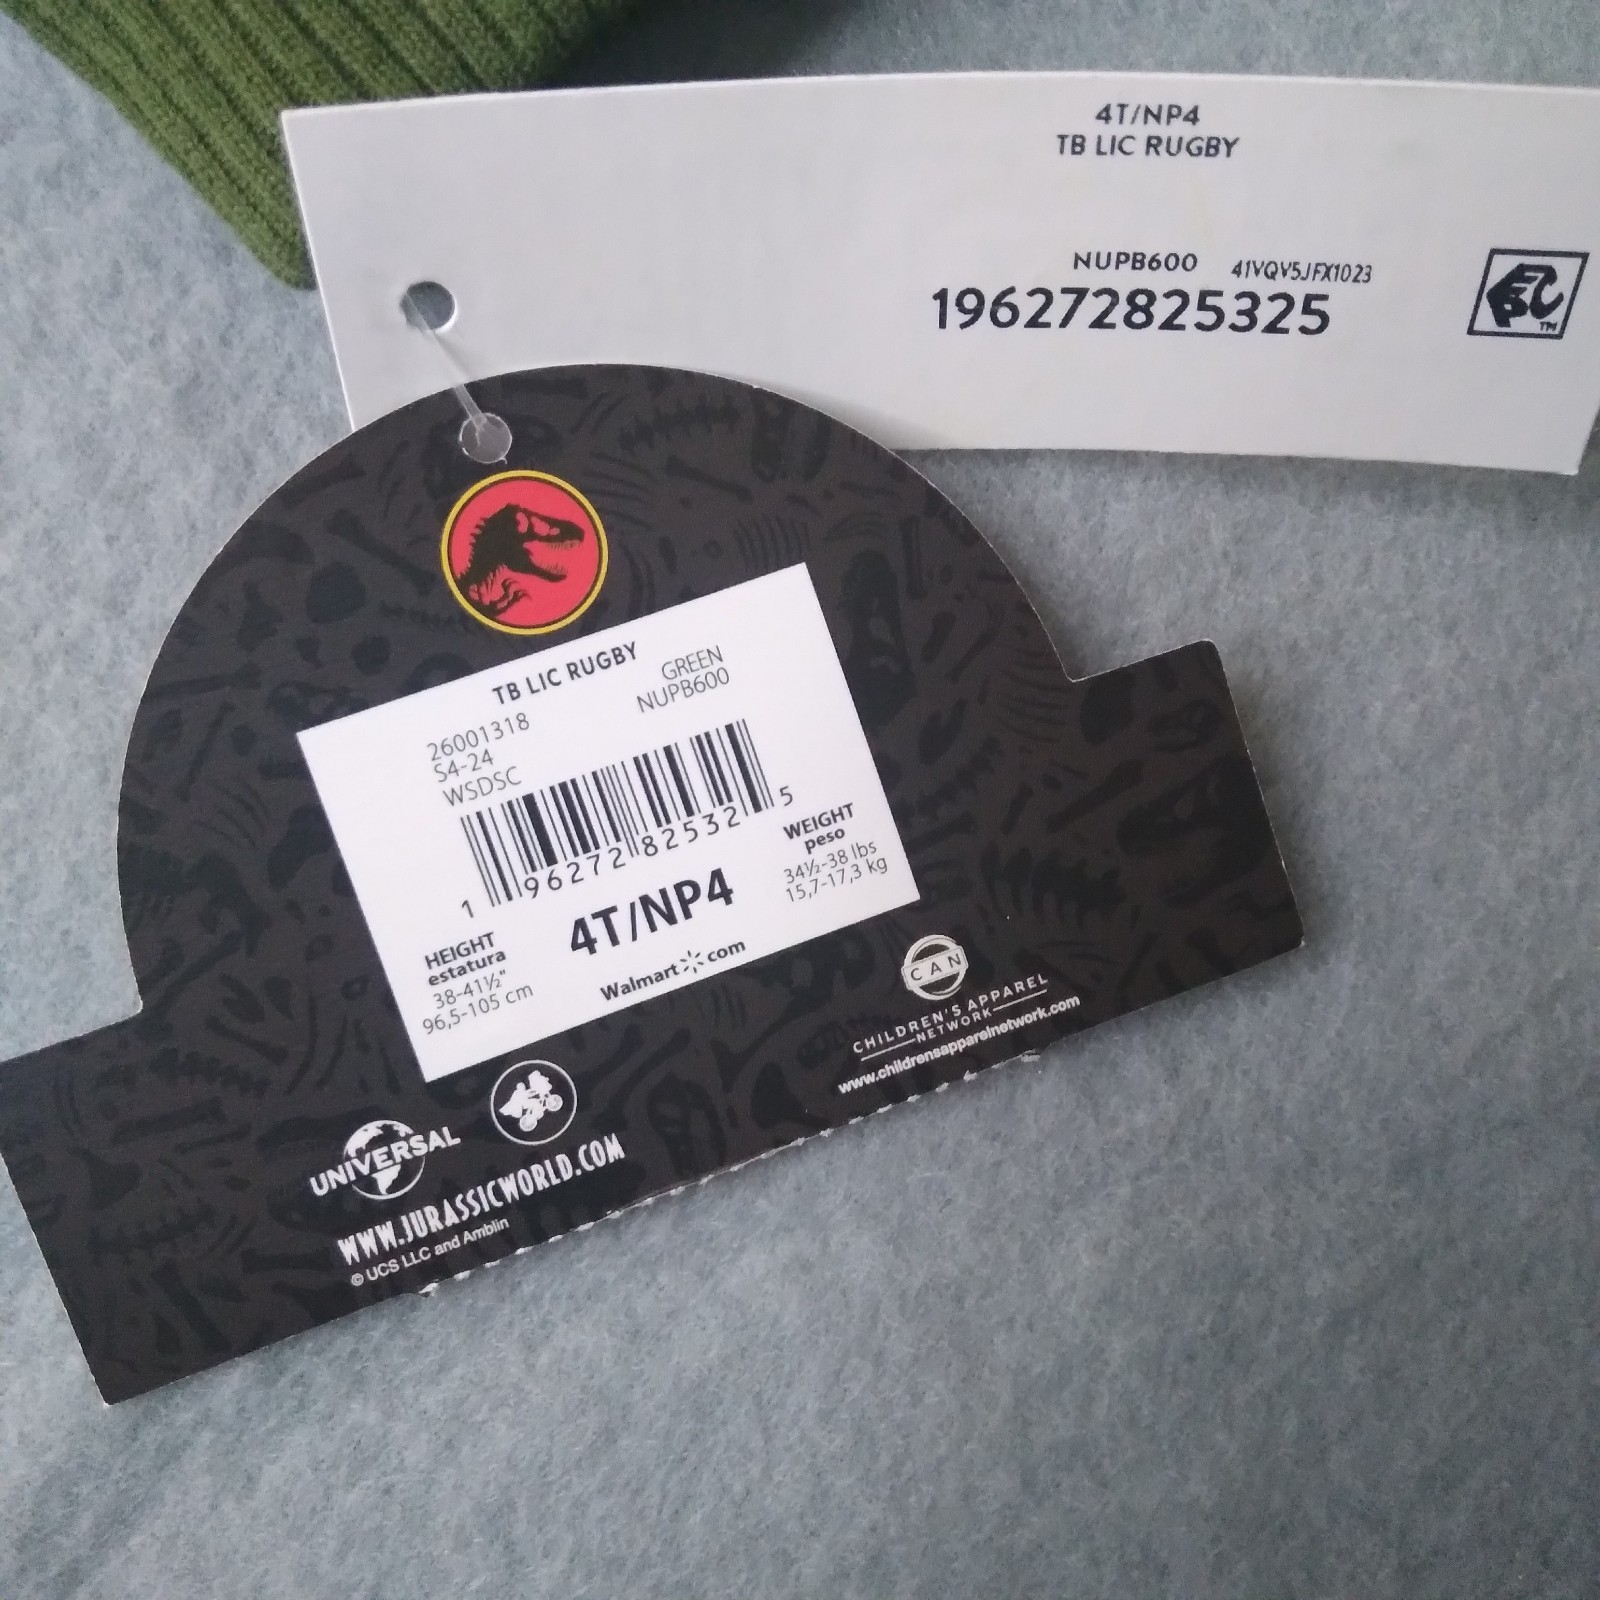 4T/NP4
TB LIC RUGBY
NUPB600 41VQV5JFX1023
196272825325
TM
TB LIC RUGBY
26001318 GREEN
S4-24 NUPB600
WSDSC
1 96272 82532 5
HEIGHT
estatura
38-41½"
96,5-105 cm
4T/NP4
WEIGHT
peso
34½-38 lbs
15,7-17,3 kg
Walmart com
UNIVERSAL
WWW.JURASSICWORLD.COM
© UCS LLC and Amblin
CAN
CHILDREN'S APPAREL
NETWORK
www.childrensapparelnetwork.com